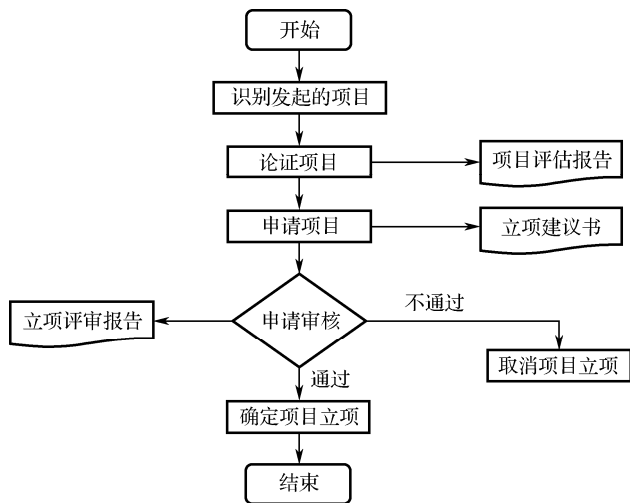 开始
识别发起的项目
论证项目
项目评估报告
申请项目
立项建议书
立项评审报告
申请审核
不通过
取消项目立项
通过
确定项目立项
结束